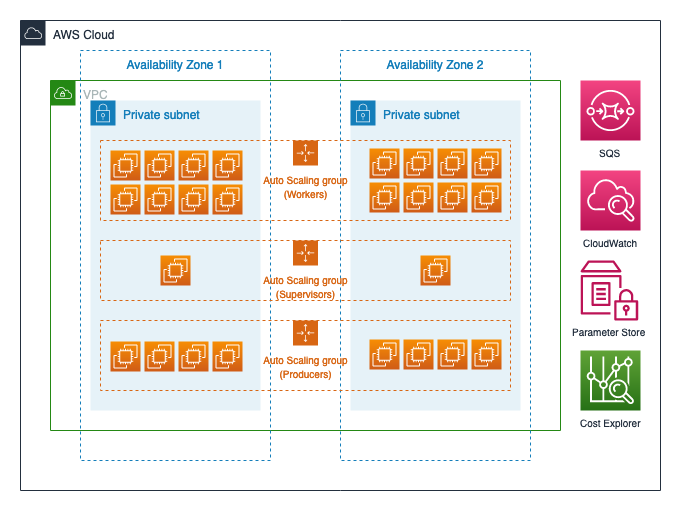 AWS Cloud
Availability Zone 1
Availability Zone 2
VPC
Private subnet
Private subnet
SQS
Auto Scaling group
(Workers)
CloudWatch
Auto Scaling group
(Supervisors)
Parameter Store
Auto Scaling group
(Producers)
Cost Explorer